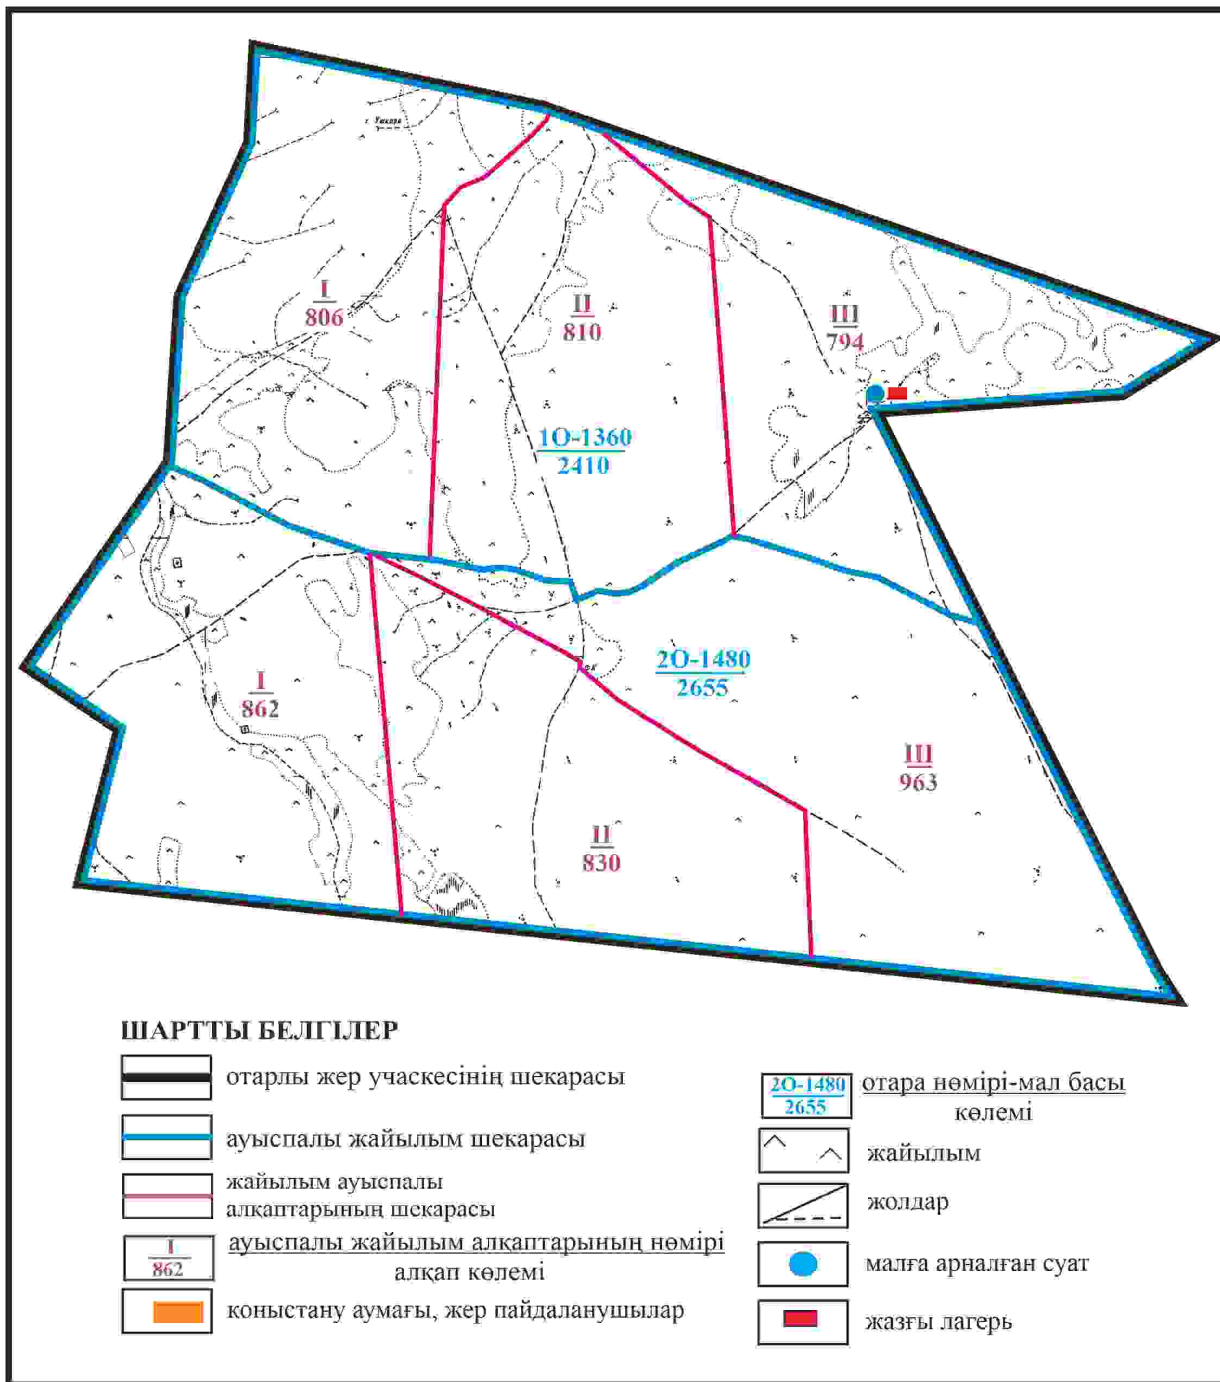 г. Ушкара
I
806
II
810
III
794
1О-1360
2410
2О-1480
2655
I
862
III
963
II
830
ШАРТТЫ БЕЛГІЛЕР
отарлы жер учаскесінің шекарасы
ауыспалы жайылым шекарасы
жайылым ауыспалы
алқаптарының шекарасы
I
862
ауыспалы жайылым алқаптарының нөмірі
алқап көлемі
коныстану аумағы, жер пайдаланушылар
2О-1480
2655
отара нөмірі-мал басы
көлемі
жайылым
жолдар
малға арналған суат
жазғы лагерь